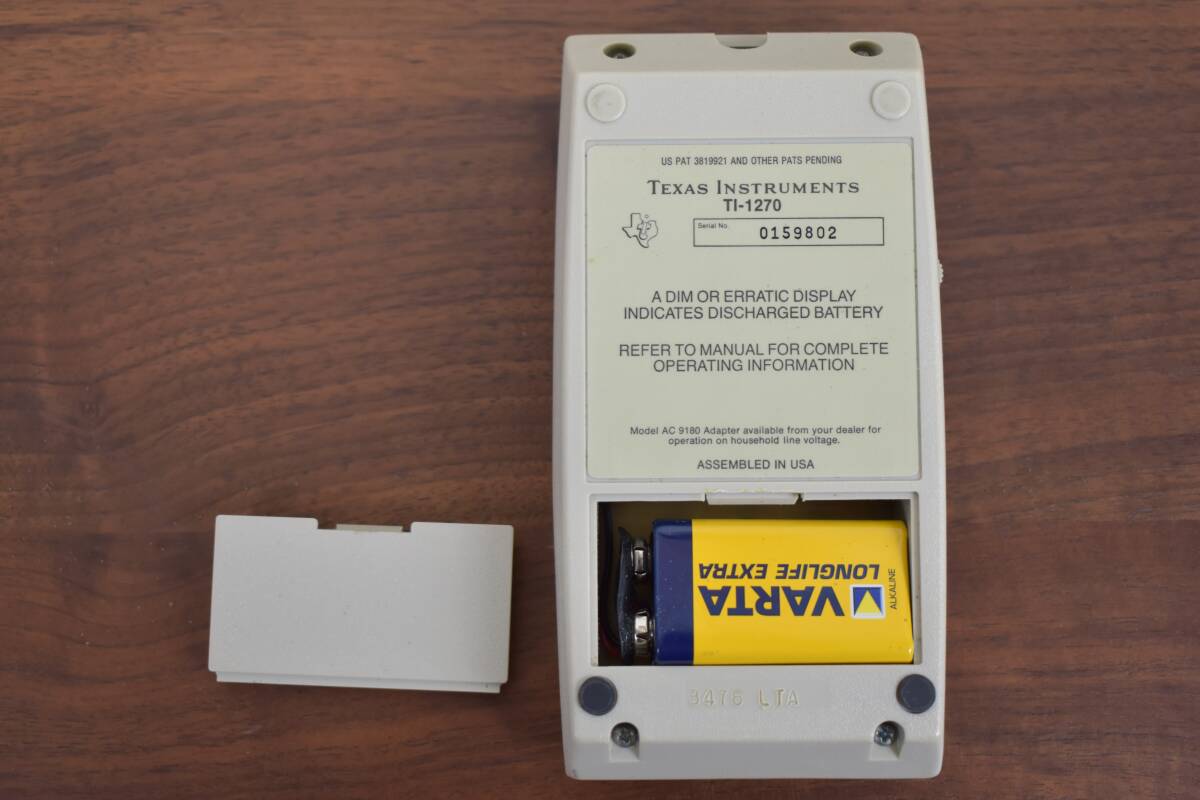 US PAT 3819921 AND OTHER PATS PENDING
TEXAS INSTRUMENTS
TI-1270
Serial No. 0159802
A DIM OR ERRATIC DISPLAY
INDICATES DISCHARGED BATTERY
REFER TO MANUAL FOR COMPLETE
OPERATING INFORMATION
Model AC 9180 Adapter available from your dealer for
operation on household line voltage.
ASSEMBLED IN USA
VARTA
LONGLIFE EXTRA
ALKALINE
3476 LTA